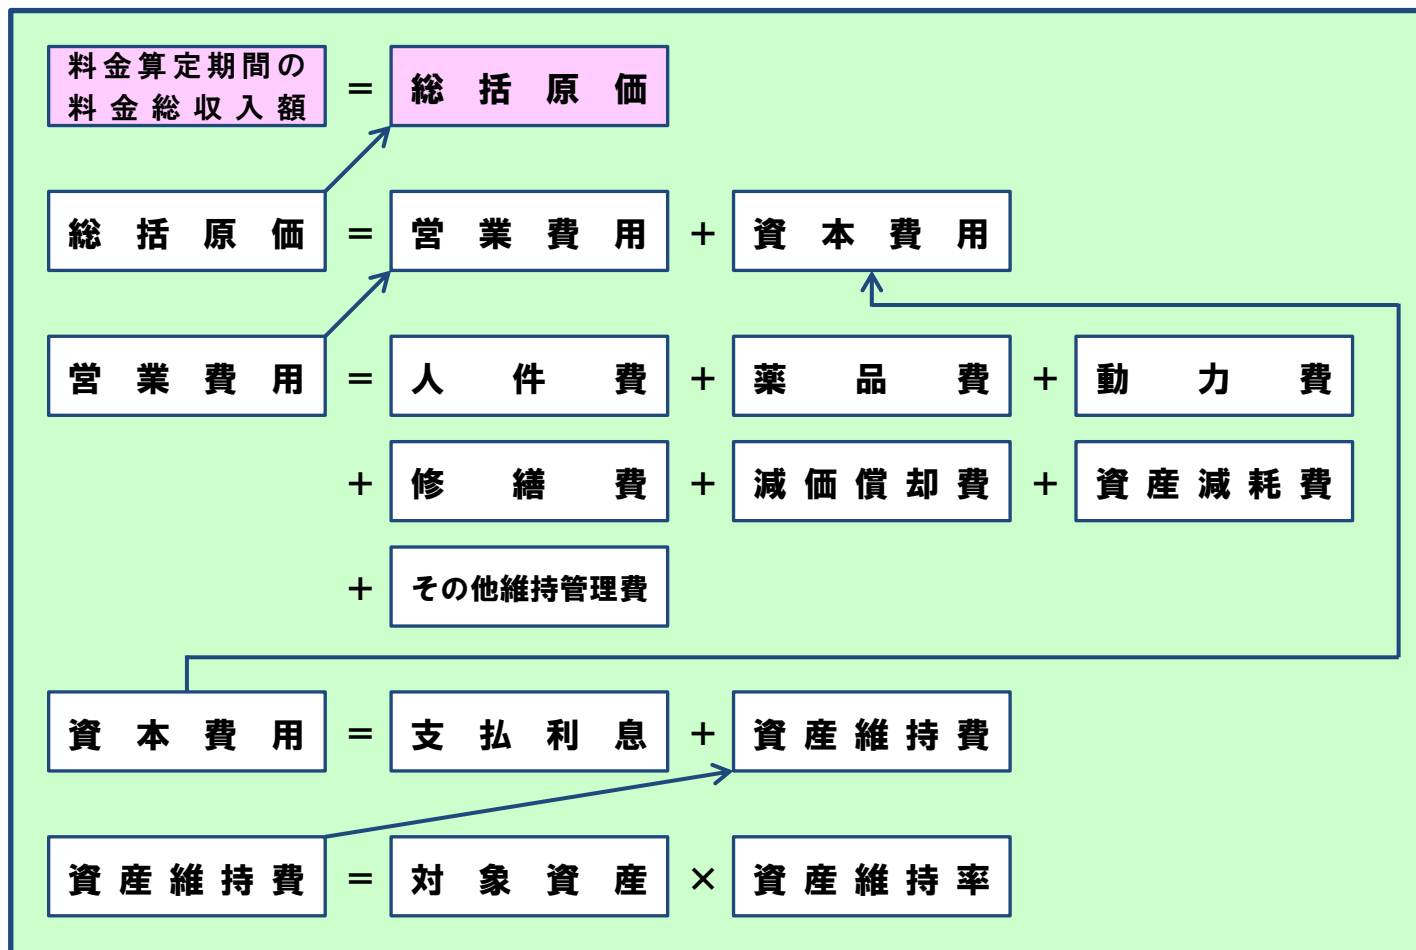 料金算定期間の
料金総収入額 = 総括原価
総括原価 = 営業費用 + 資本費用
営業費用 = 人件費 + 薬品費 + 動力費
+ 修繕費 + 減価償却費 + 資産減耗費
+ その他維持管理費
資本費用 = 支払利息 + 資産維持費
資産維持費 = 対象資産 × 資産維持率